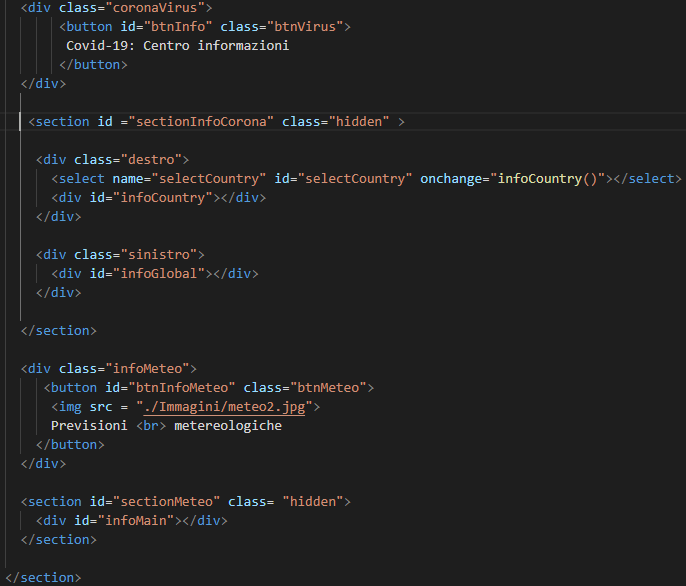 <div class="coronaVirus">
<button id="btnInfo" class="btnVirus">
Covid-19: Centro informazioni
</button>
</div>
<section id ="sectionInfoCorona" class="hidden" >
<div class="destro">
<select name="selectCountry" id="selectCountry" onchange="infoCountry()"></select>
<div id="infoCountry"></div>
</div>
<div class="sinistro">
<div id="infoGlobal"></div>
</div>
</section>
<div class="infoMeteo">
<button id="btnInfoMeteo" class="btnMeteo">
<img src = "./Immagini/meteo2.jpg">
Previsioni <br> metereologiche
</button>
</div>
<section id="sectionMeteo" class= "hidden">
<div id="infoMain"></div>
</section>
</section>